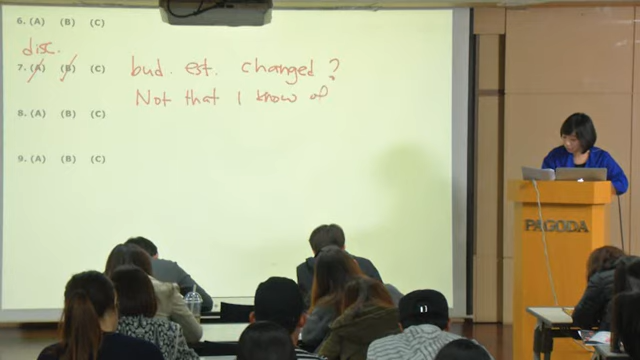 6. (A) (B) (C)
disc.
7. (A) (B) (C) bud. est. changed?
Not that I know of
8. (A) (B) (C)
9. (A) (B) (C)
PAGODA